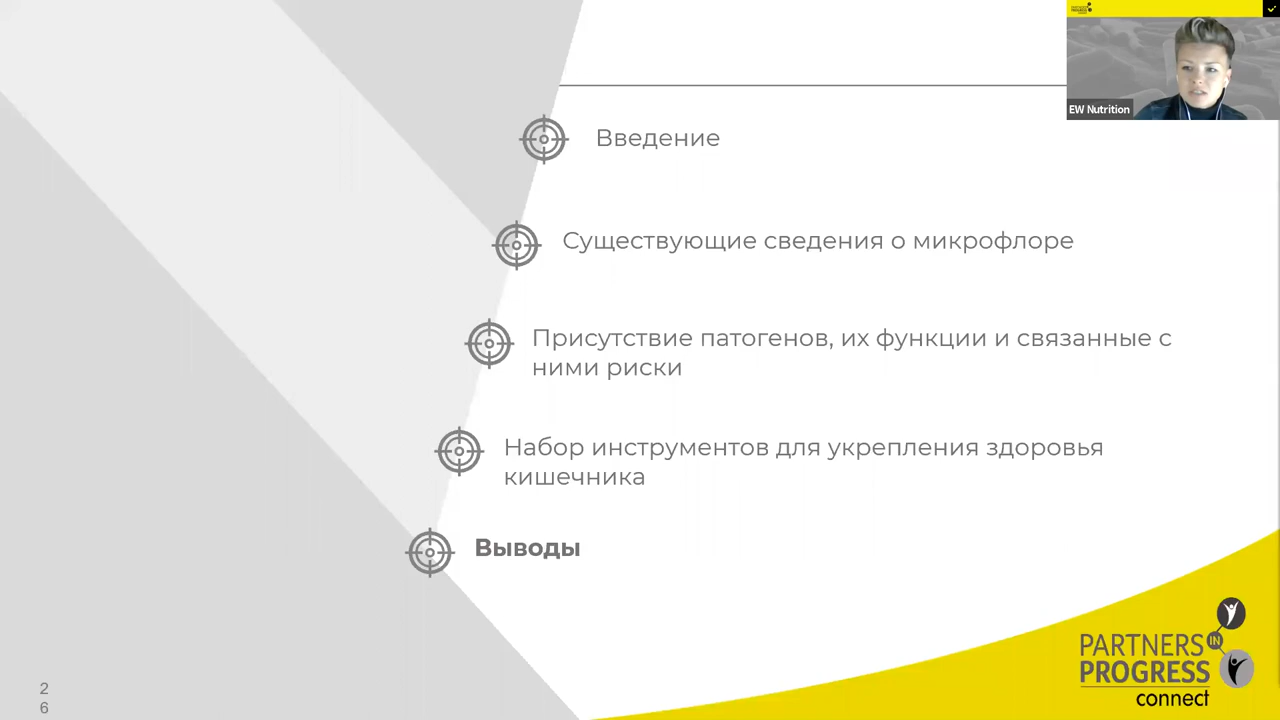 EW Nutrition
Введение
Существующие сведения о микрофлоре
Присутствие патогенов, их функции и связанные с
ними риски
Набор инструментов для укрепления здоровья
кишечника
Выводы
PARTNERS
IN
PROGRESS
connect
2
6